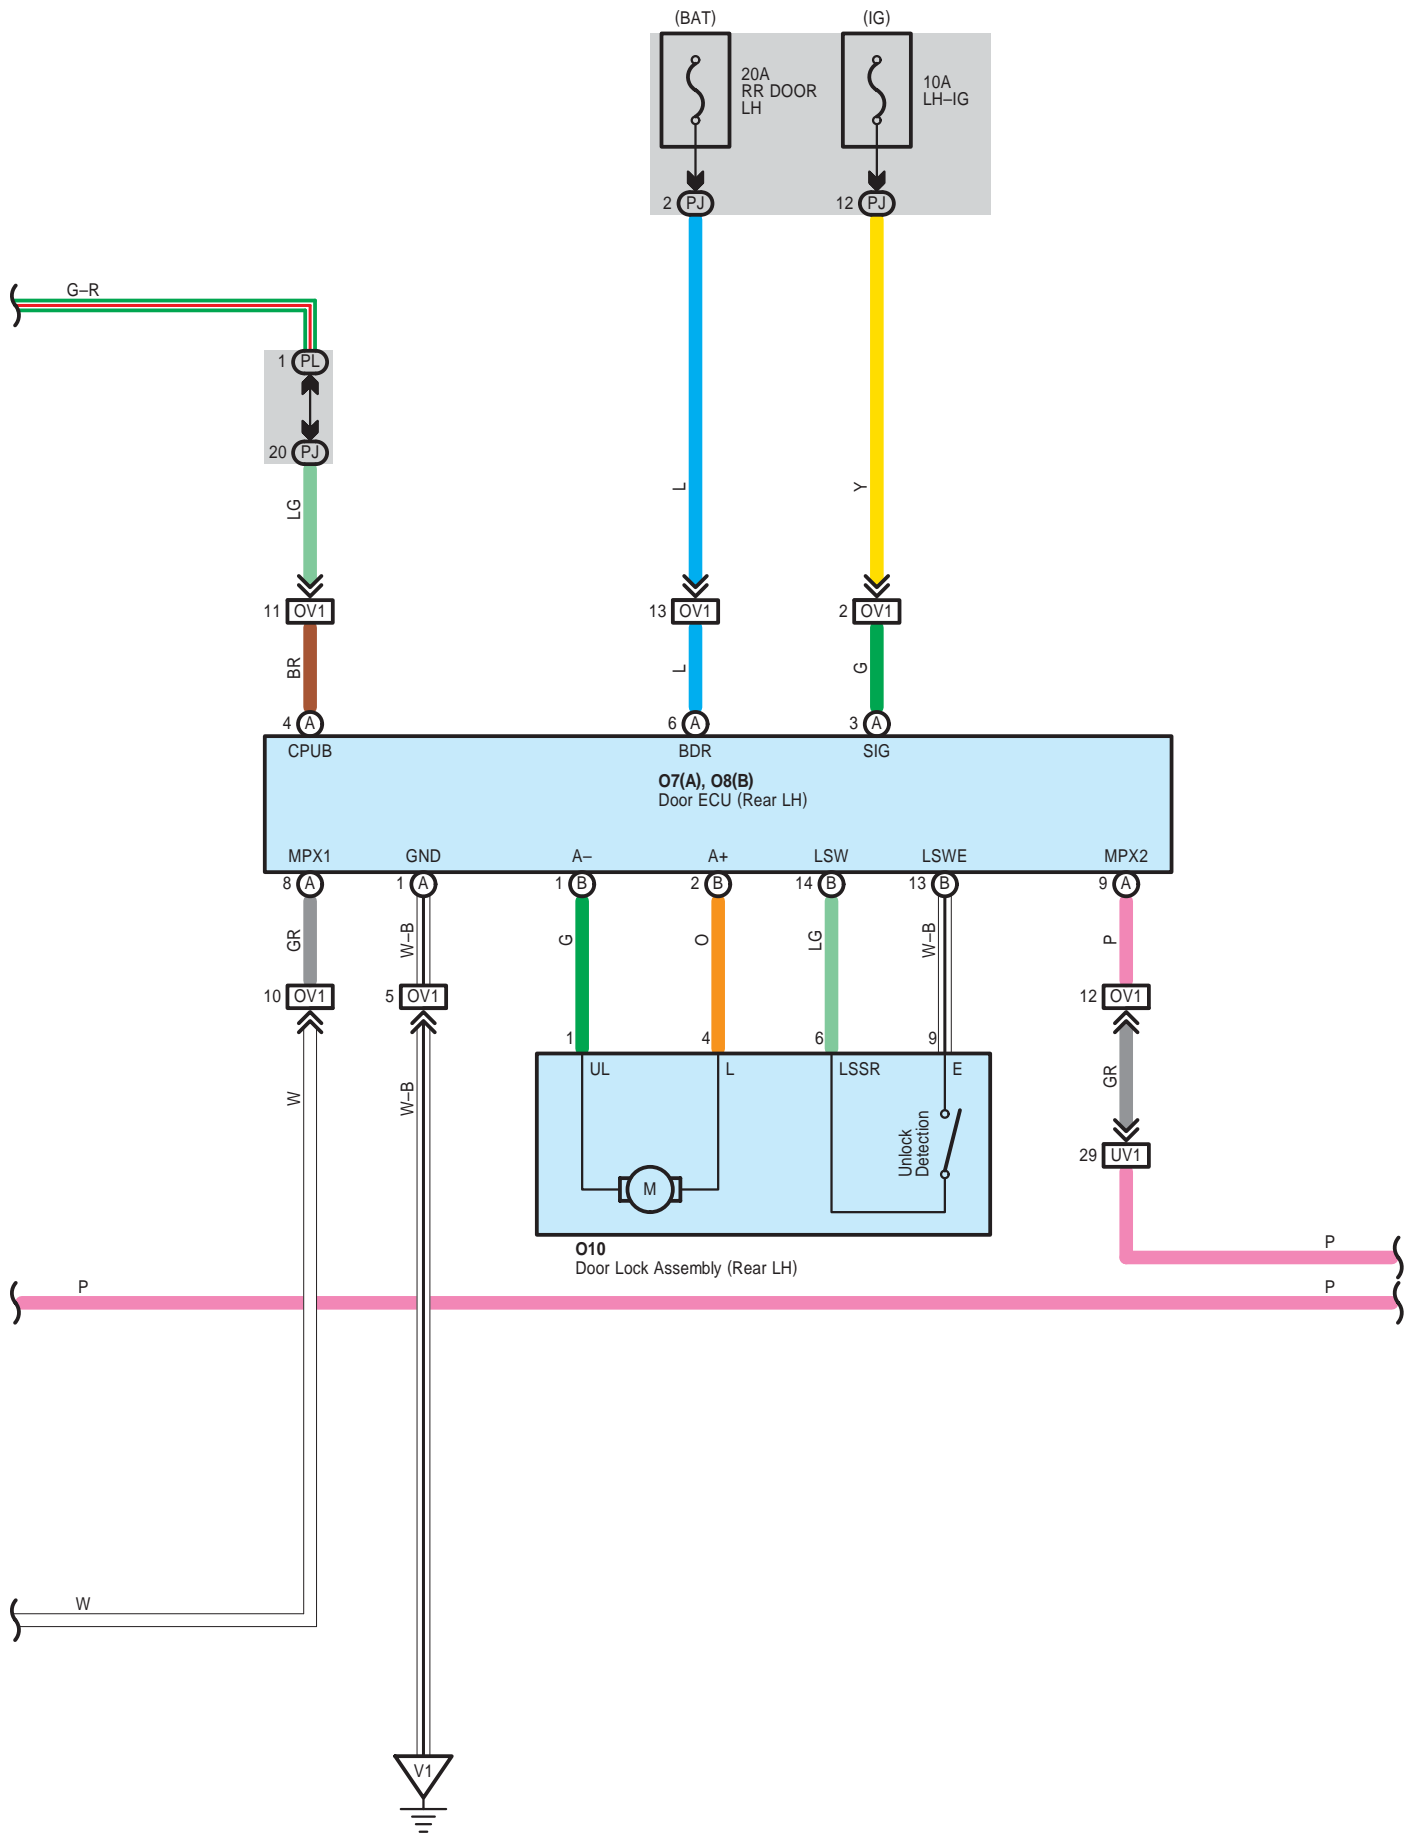 (BAT)
(IG)
20A
RR DOOR
LH
10A
LH–IG
2 PJ
12 PJ
G–R
1 PL
20 PJ
LG
L
Y
11 OV1
13 OV1
2 OV1
BR
L
G
4 A
6 A
3 A
CPUB
BDR
SIG
O7(A), O8(B)
Door ECU (Rear LH)
MPX1
GND
A–
A+
LSW
LSWE
MPX2
8 A
1 A
1 B
2 B
14 B
13 B
9 A
GR
W–B
G
O
LG
W–B
P
10 OV1
5 OV1
12 OV1
1
4
6
9
UL
L
LSSR
E
W
W–B
GR
Unlock
Detection
M
29 UV1
O10
Door Lock Assembly (Rear LH)
P
P
P
W
V1